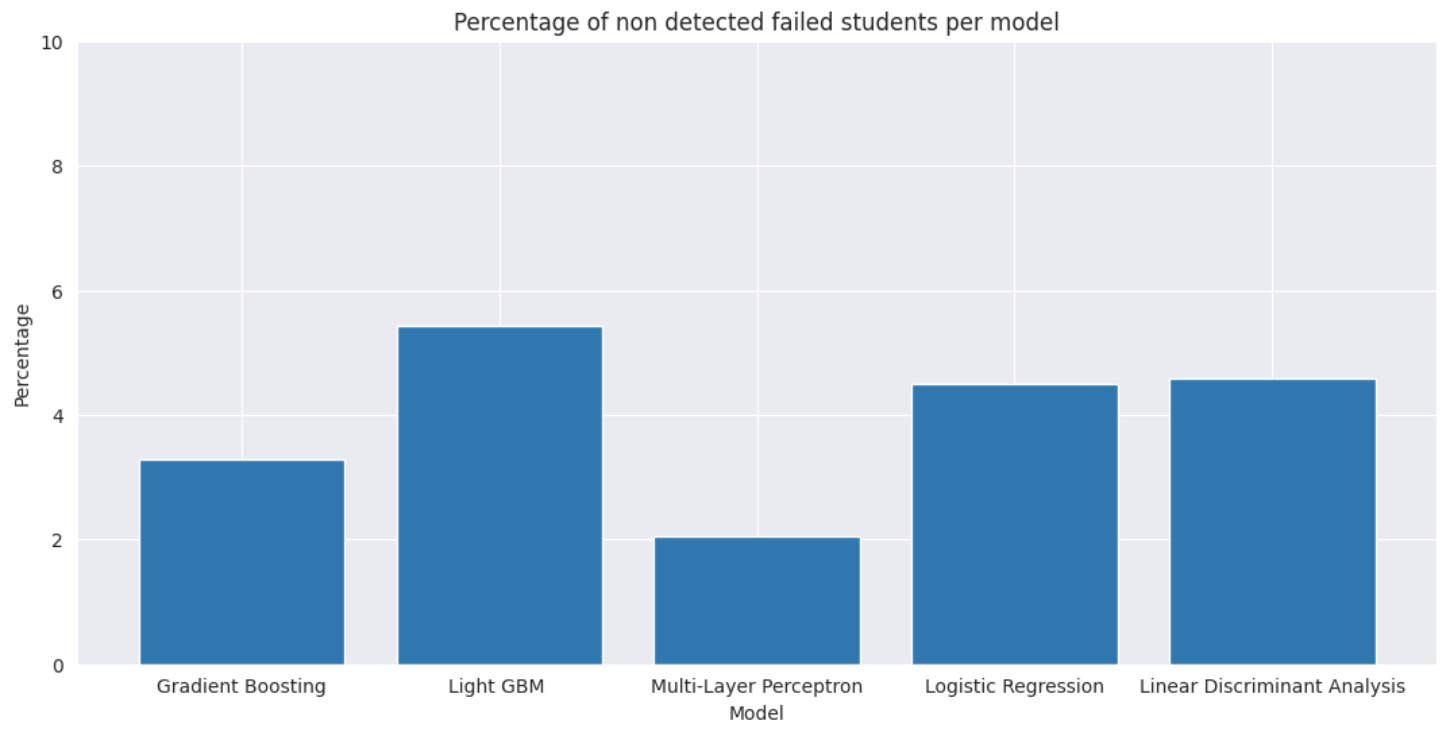 Percentage of non detected failed students per model
10
8
6
4
2
0
Percentage
Gradient Boosting Light GBM Multi-Layer Perceptron Logistic Regression Linear Discriminant Analysis
Model